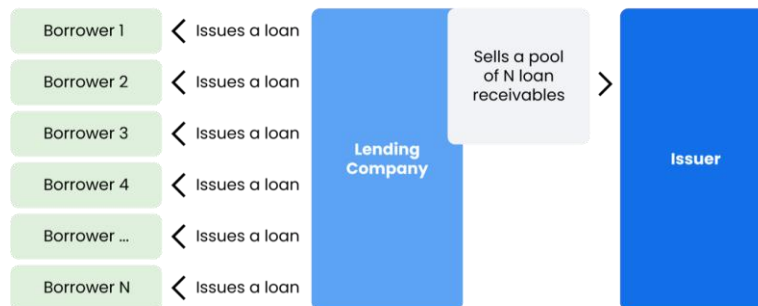 Borrower 1
Issues a loan
Borrower 2
Issues a loan
Borrower 3
Issues a loan
Borrower 4
Issues a loan
Borrower ...
Issues a loan
Borrower N
Issues a loan
Lending
Company
Sells a pool
of N loan
receivables
Issuer